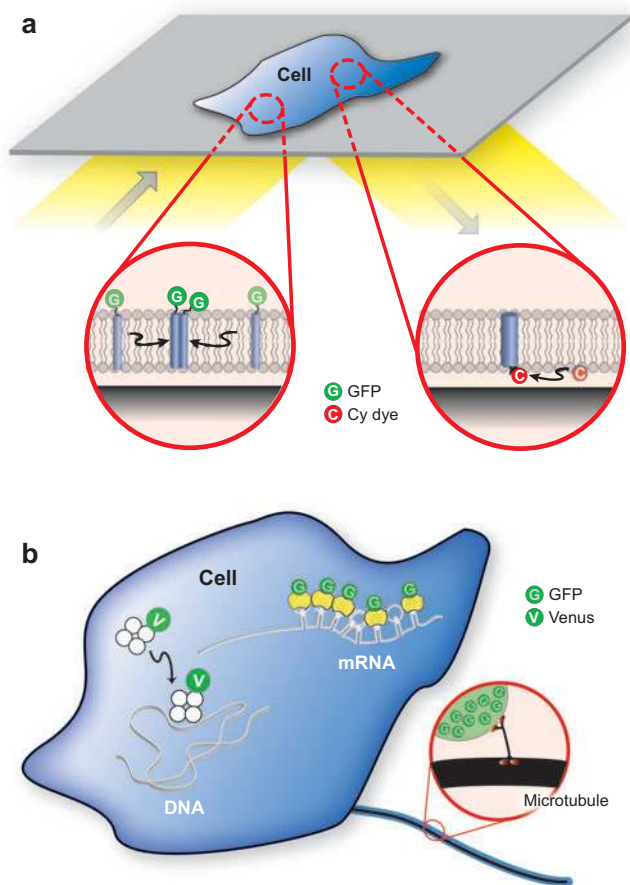 a
Cell
G
G
G
G
C
C
G GFP
C Cy dye
b
Cell
G GFP
V Venus
G G G G G
V
V
mRNA
DNA
G G G G G G G G G
Microtubule